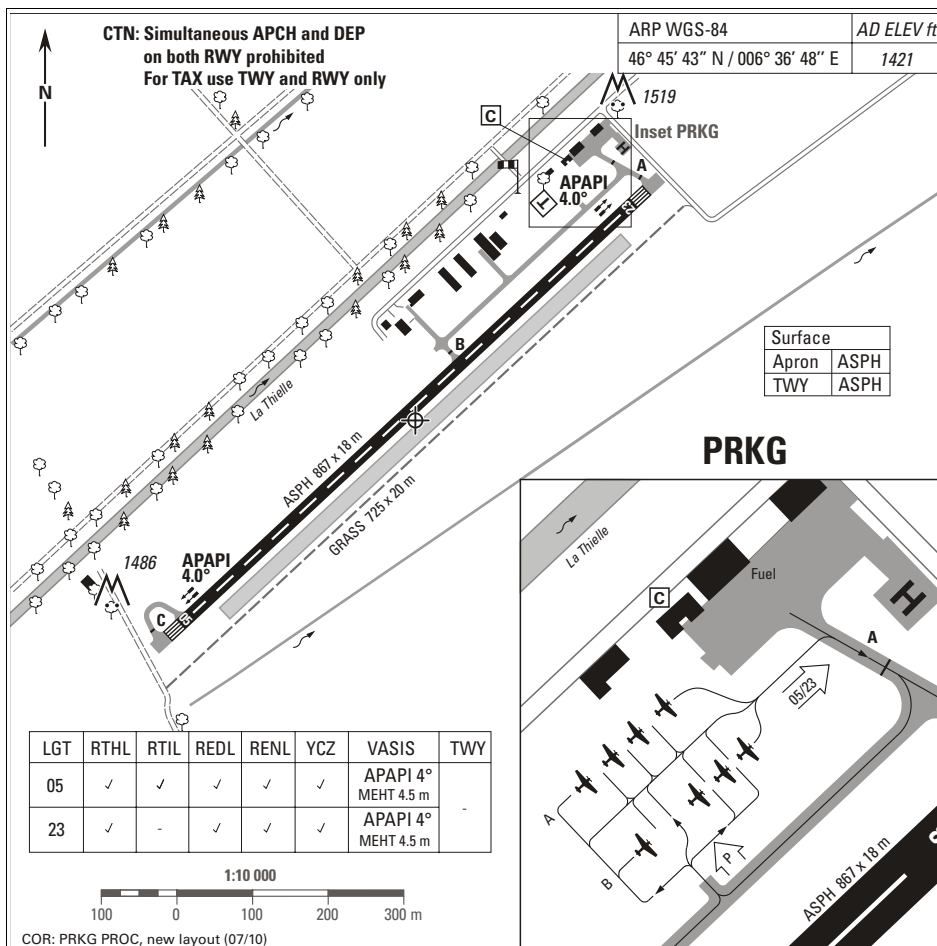 CTN: Simultaneous APCH and DEP
on both RWY prohibited
For TAX use TWY and RWY only
ARP WGS-84
AD ELEV ft
46° 45′ 43″ N / 006° 36′ 48″ E
1421
N
1519
C
Inset PRKG
H
A
APAPI
4.0°
T
23
B
La Thielle
Surface
Apron ASPH
TWY ASPH
ASPH 867 x 18 m
GRASS 725 x 20 m
1486
APAPI
4.0°
C
05
PRKG
La Thielle
Fuel
C
H
A
05/23
A
B
P
ASPH 867 x 18 m
LGT RTHL RTIL REDL RENL YCZ VASIS TWY
05 ✓ ✓ ✓ ✓ ✓ APAPI 4°
MEHT 4.5 m
-
23 ✓ - ✓ ✓ ✓ APAPI 4°
MEHT 4.5 m
1:10 000
100 0 100 200 300 m
COR: PRKG PROC, new layout (07/10)